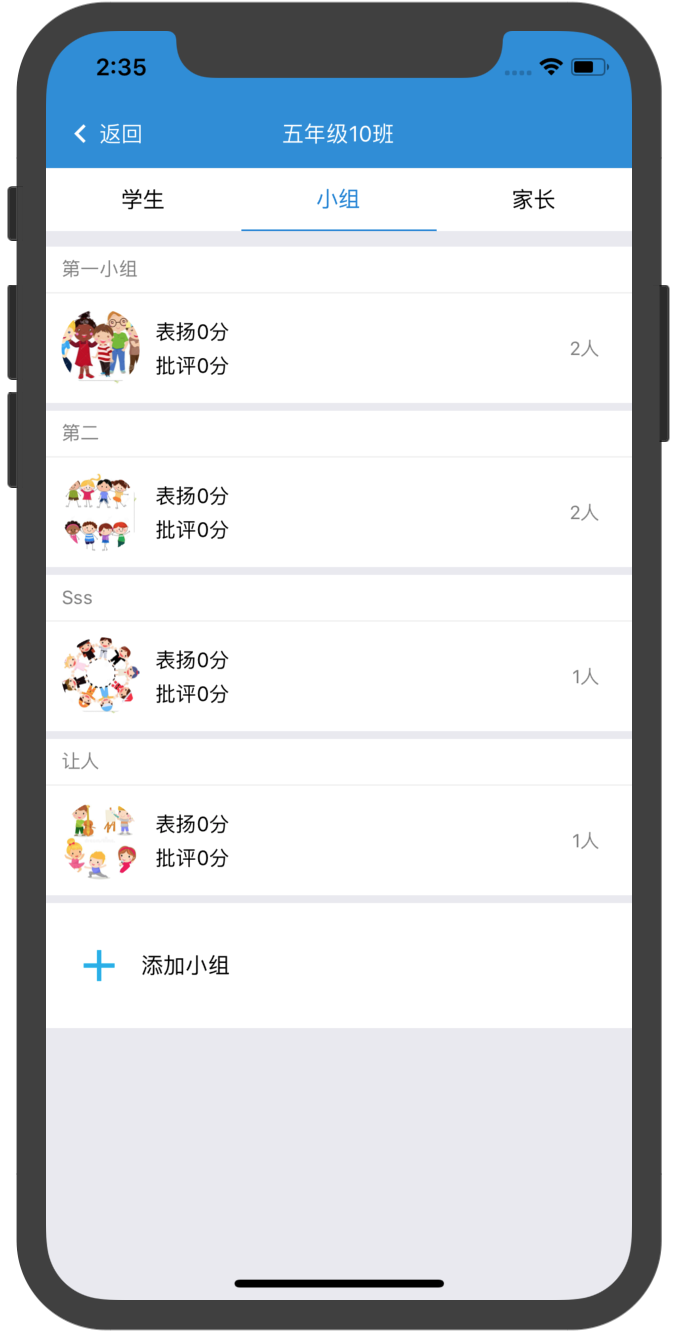 2:35
返回
五年级10班
学生
小组
家长
第一小组
表扬0分
批评0分
2人
第二
表扬0分
批评0分
2人
Sss
表扬0分
批评0分
1人
让人
表扬0分
批评0分
1人
添加小组